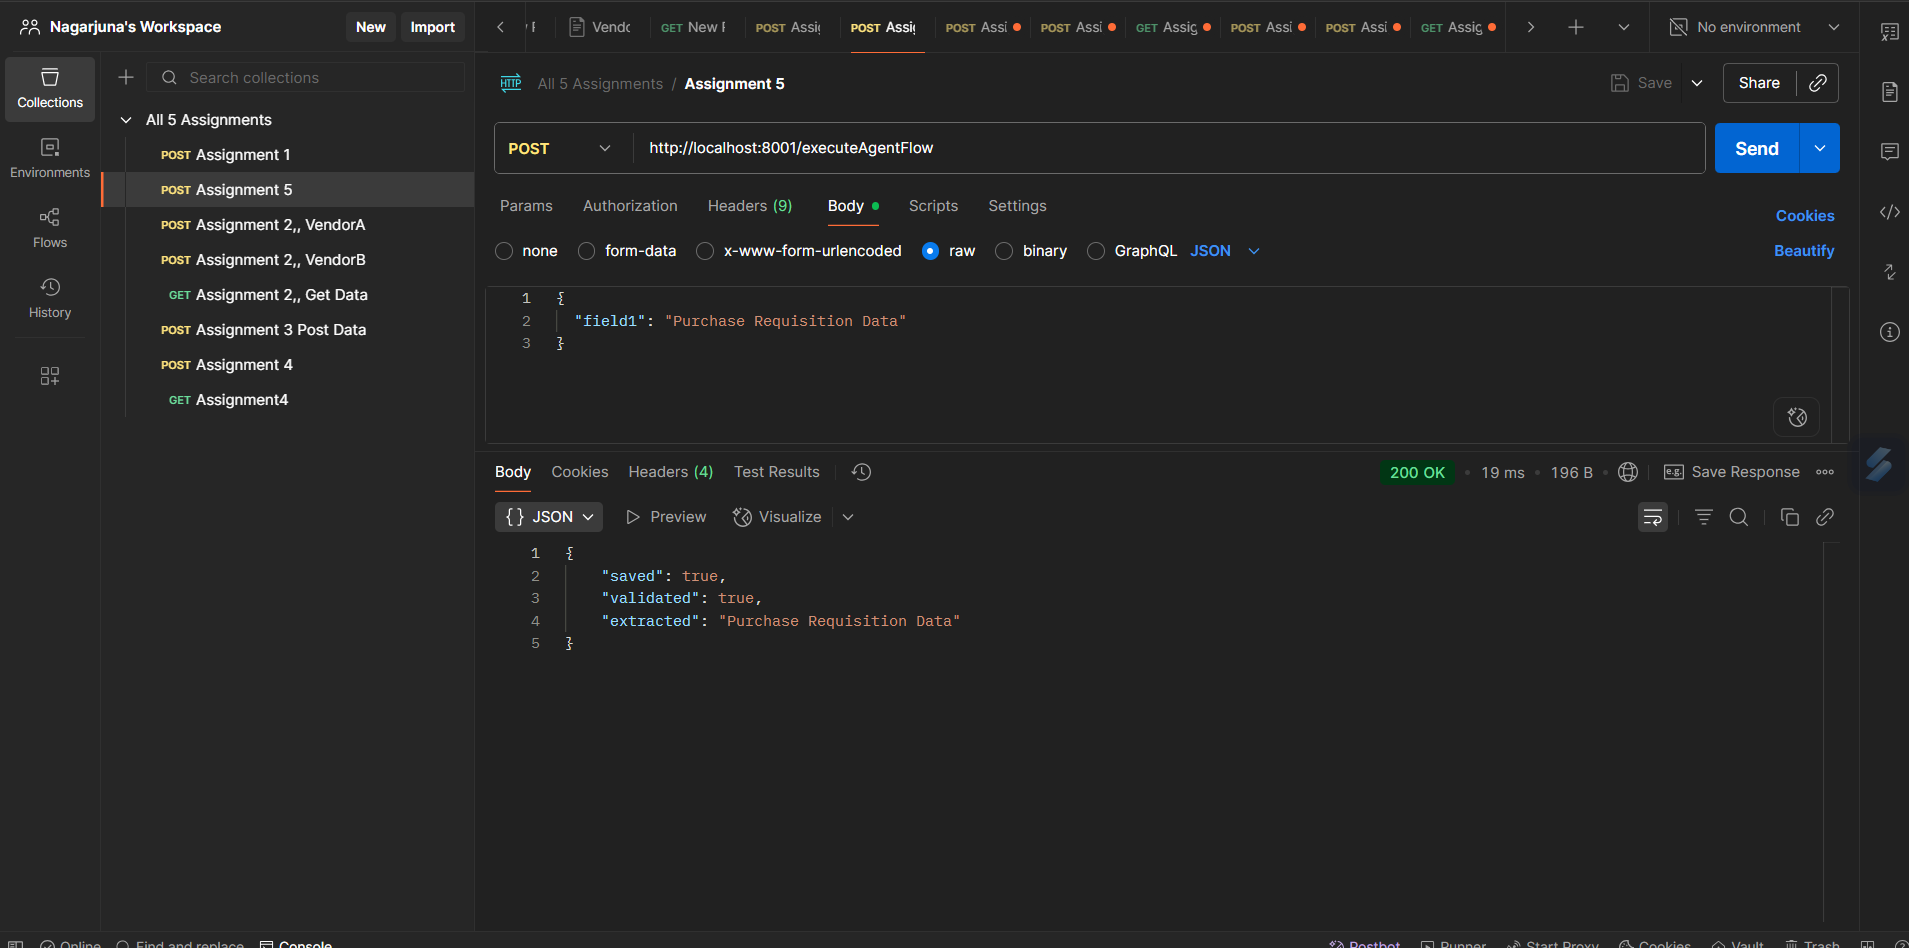 Nagarjuna's Workspace
New
Import
Vendo
GET New
POST Assig
POST Assig
POST Assi
POST Assi
GET Assig
POST Assi
POST Assi
GET Assig
No environment
Collections
Environments
Flows
History
Search collections
All 5 Assignments
POST Assignment 1
POST Assignment 5
POST Assignment 2,, VendorA
POST Assignment 2,, VendorB
GET Assignment 2,, Get Data
POST Assignment 3 Post Data
POST Assignment 4
GET Assignment4
HTTP All 5 Assignments / Assignment 5
Save
Share
POST http://localhost:8001/executeAgentFlow
Send
Params Authorization Headers (9) Body Scripts Settings
Cookies
none form-data x-www-form-urlencoded raw binary GraphQL JSON
Beautify
1 {
2 "field1": "Purchase Requisition Data"
3 }
Body Cookies Headers (4) Test Results
200 OK • 19 ms • 196 B
e.g. Save Response
{} JSON Preview Visualize
1 {
2 "saved": true,
3 "validated": true,
4 "extracted": "Purchase Requisition Data"
5 }
Online Find and replace Console
Postbot Runner Start Proxy Cookies Vault Trash